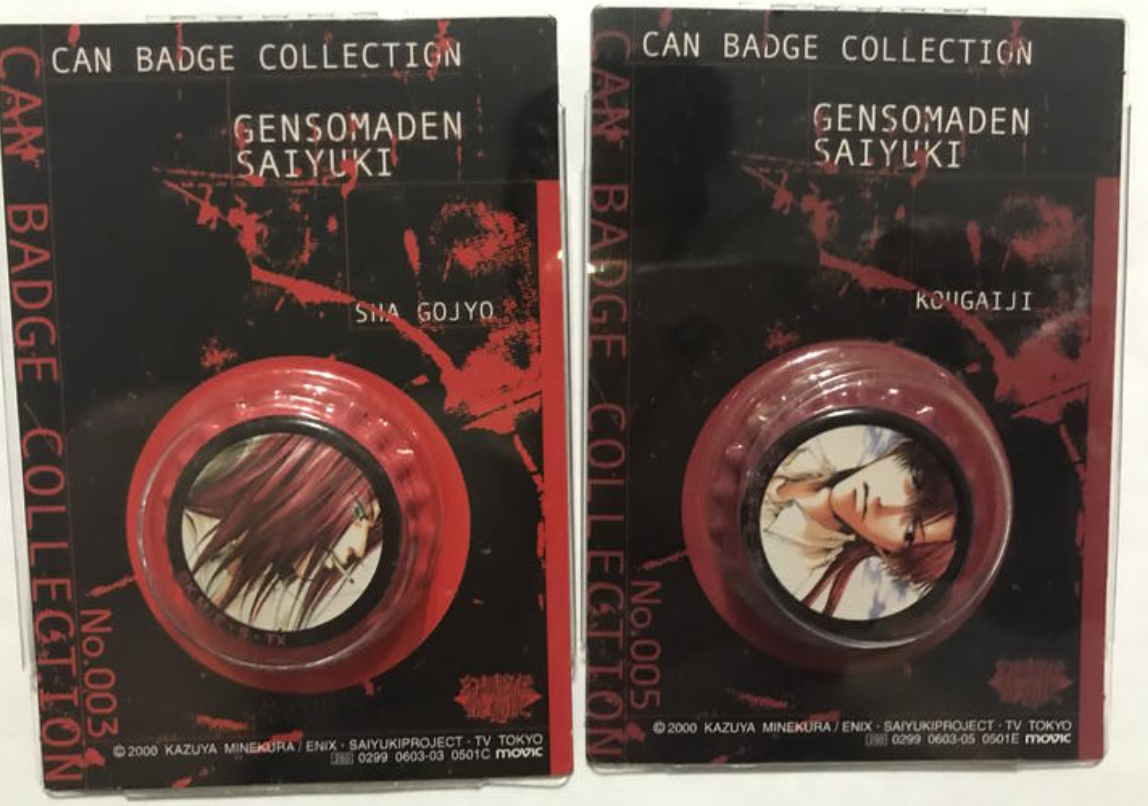 CAN BADGE COLLECTION
GENSOMADEN
SAIYUKI
SHA GOJYO
CAN BADGE COLLECTION
No.003
© 2000 KAZUYA MINEKURA / ENIX · SAIYUKIPROJECT · TV TOKYO
0299 0603-03 0501C movic
CAN BADGE COLLECTION
GENSOMADEN
SAIYUKI
KOUGAIJI
CAN BADGE COLLECTION
No.005
© 2000 KAZUYA MINEKURA / ENIX · SAIYUKIPROJECT · TV TOKYO
0299 0603-05 0501E movic